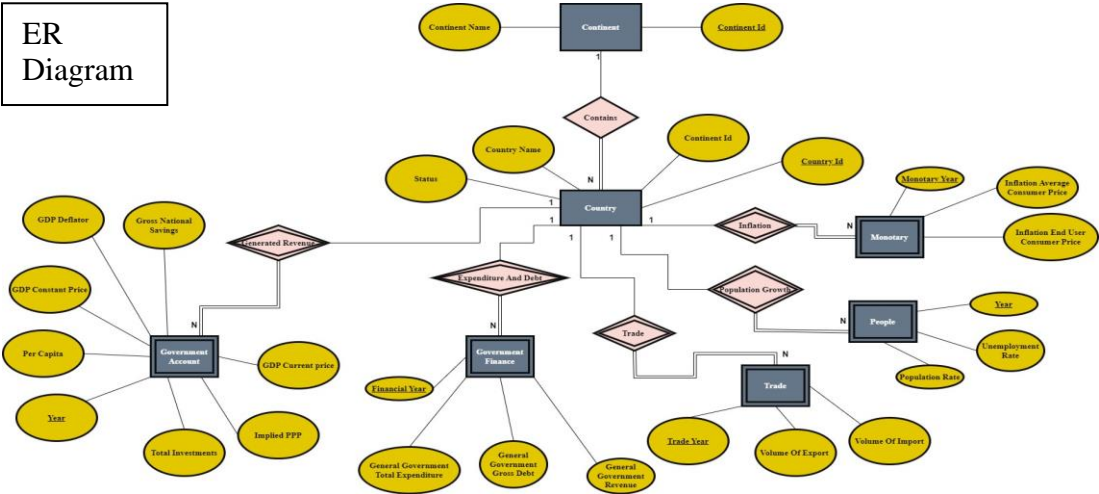 ER
Diagram
Continent Name
Continent
Continent Id
1
Contains
Country Name
Continent Id
Status
Country Id
N
Country
1
1
1
1
1
GDP Deflator
Gross National
Savings
Generated Revenue
Expenditure And Debt
Inflation
N
Monetary
Monotary Year
Inflation Average
Consumer Price
Inflation End User
Consumer Price
GDP Constant Price
Population Growth
N
People
Year
Unemployment
Rate
Population Rate
Trade
N
Trade
Per Capita
N
Government
Account
GDP Current price
N
Government
Finance
Financial Year
Year
Total Investments
Implied PPP
General Government
Total Expenditure
General
Government
Gross Debt
General
Government
Revenue
Trade Year
Volume Of Export
Volume Of Import